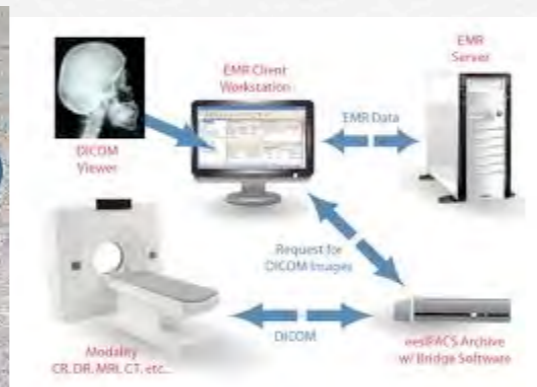 EMR
Server
EMR Client
Workstation
EMR Data
DICOM
Viewer
Request for
DICOM Images
DICOM
Archive
w/ Bridge Software
Modality
CR, DR, MRI, CT, etc...